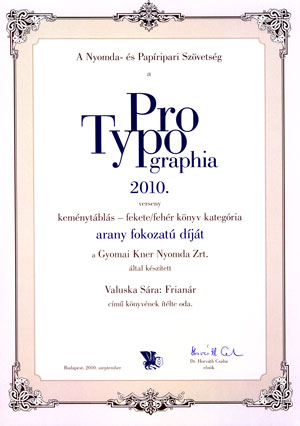 A Nyomda- és Papíripari Szövetség
a
Pro
Typo
graphia
2010.
verseny
keménytáblás – fekete/fehér könyv kategória
arany fokozatú díját
a Gyomai Kner Nyomda Zrt.
által készített
Valuska Sára: Frianár
című könyvének ítélte oda.
Budapest, 2010. szeptember
Dr. Horváth Csaba
elnök